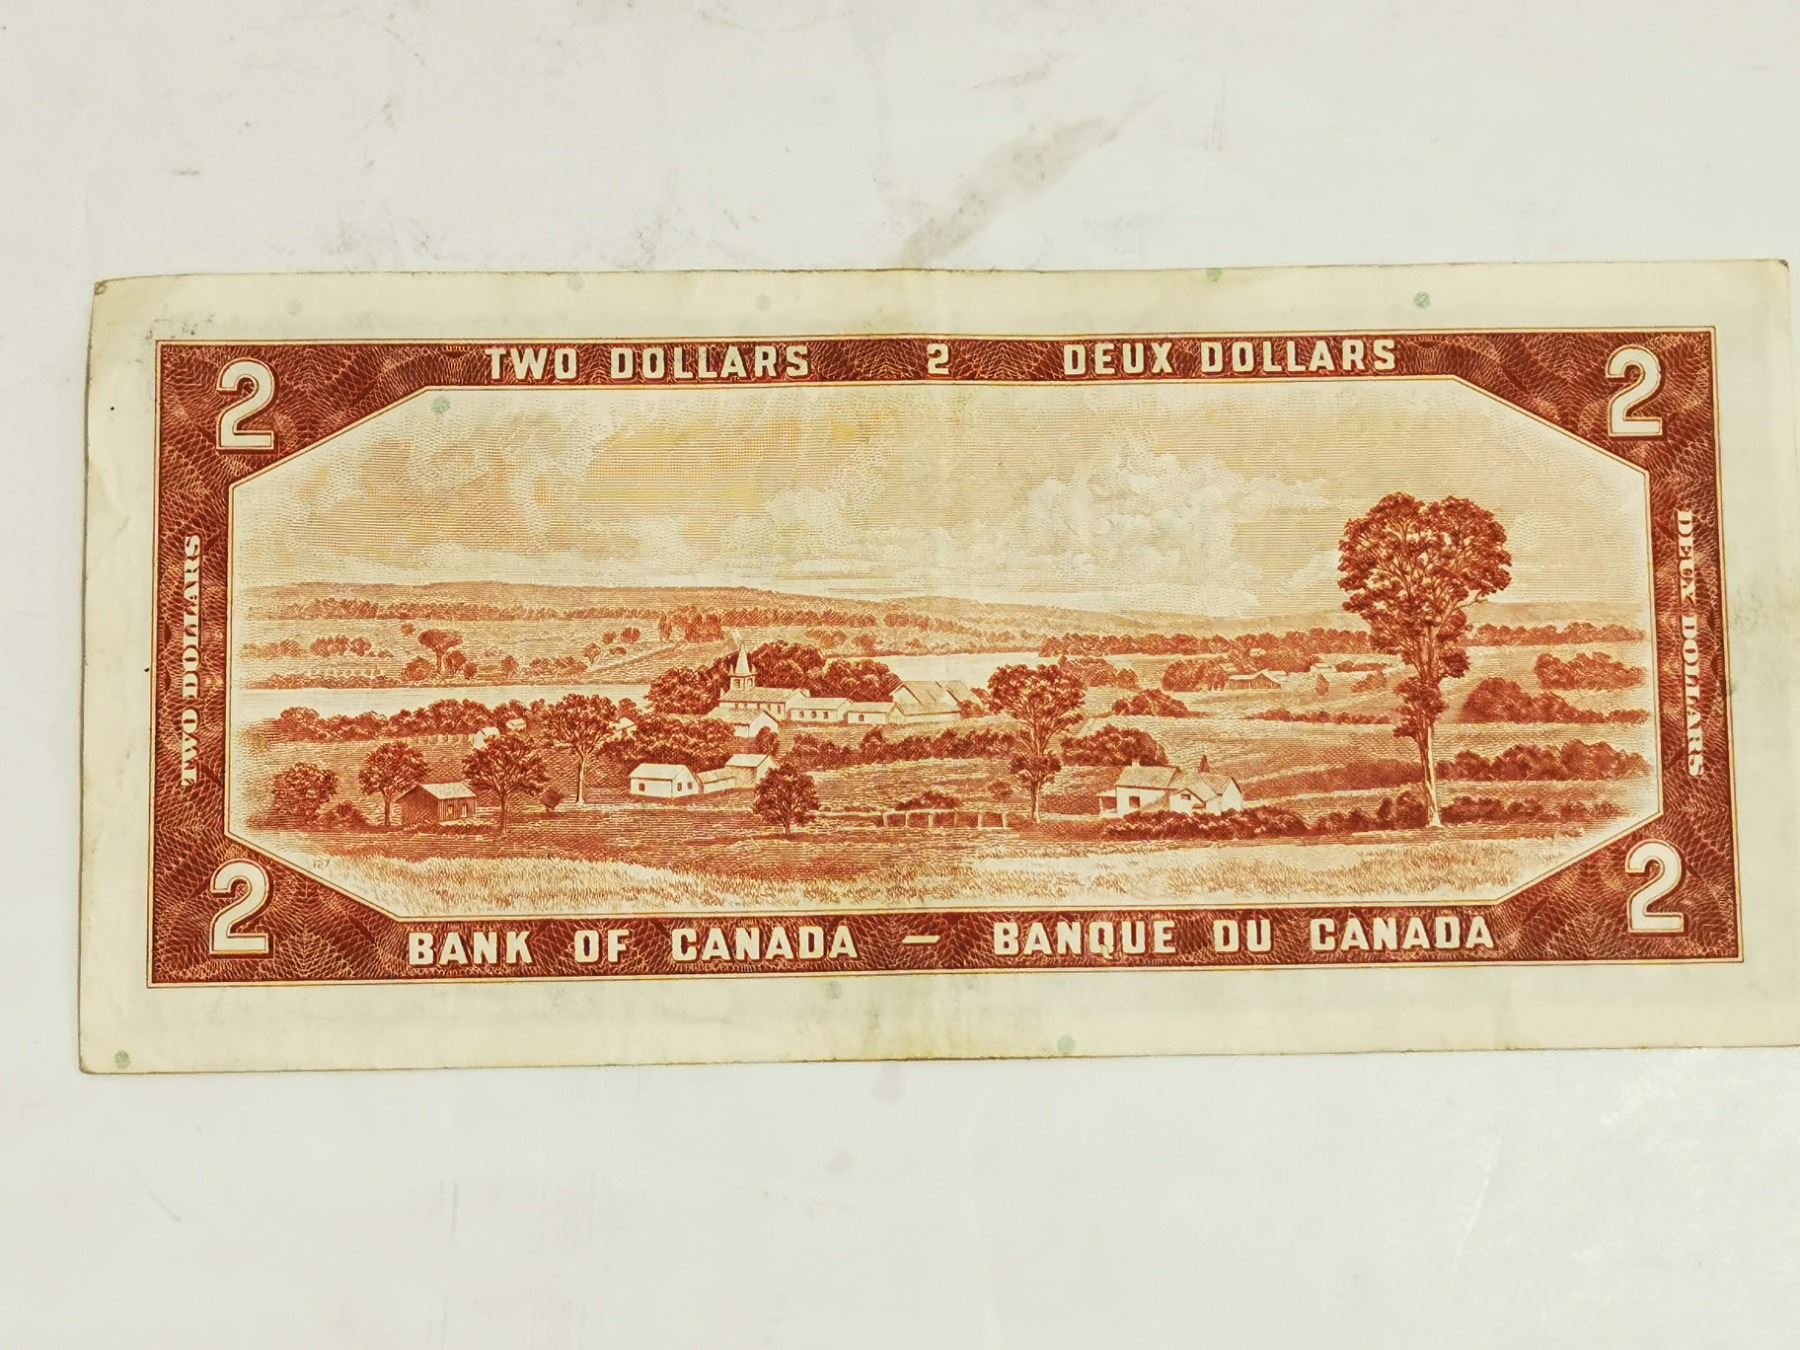 TWO DOLLARS 2 DEUX DOLLARS
2 2
TWO DOLLARS
DEUX DOLLARS
127
2 2
BANK OF CANADA — BANQUE DU CANADA